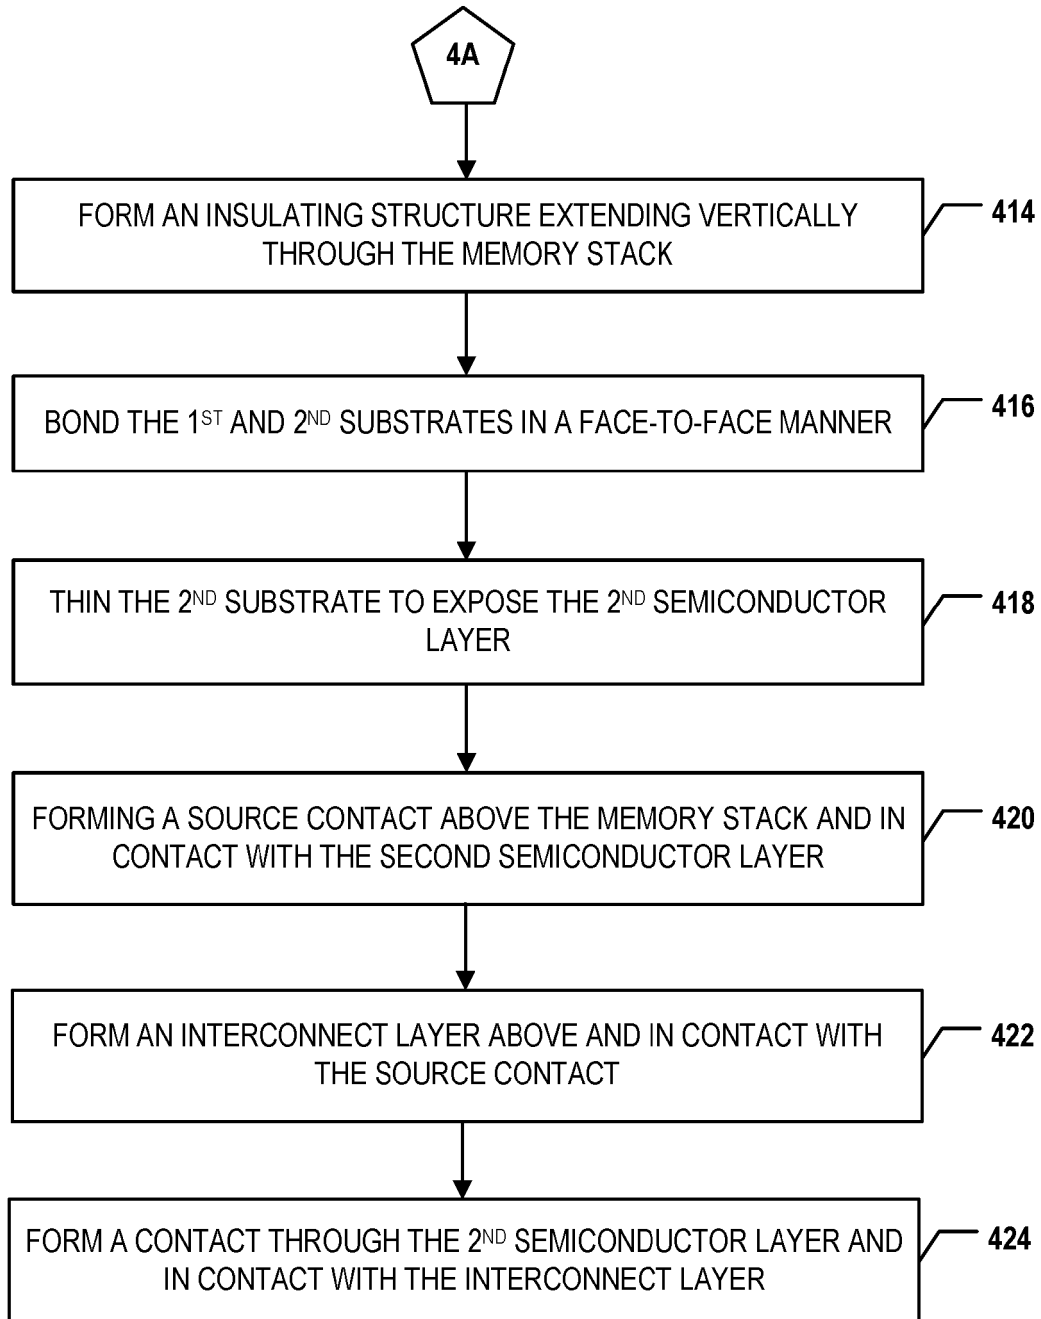 4A
FORM AN INSULATING STRUCTURE EXTENDING VERTICALLY
THROUGH THE MEMORY STACK
414
BOND THE 1ST AND 2ND SUBSTRATES IN A FACE-TO-FACE MANNER
416
THIN THE 2ND SUBSTRATE TO EXPOSE THE 2ND SEMICONDUCTOR
LAYER
418
FORMING A SOURCE CONTACT ABOVE THE MEMORY STACK AND IN
CONTACT WITH THE SECOND SEMICONDUCTOR LAYER
420
FORM AN INTERCONNECT LAYER ABOVE AND IN CONTACT WITH
THE SOURCE CONTACT
422
FORM A CONTACT THROUGH THE 2ND SEMICONDUCTOR LAYER AND
IN CONTACT WITH THE INTERCONNECT LAYER
424